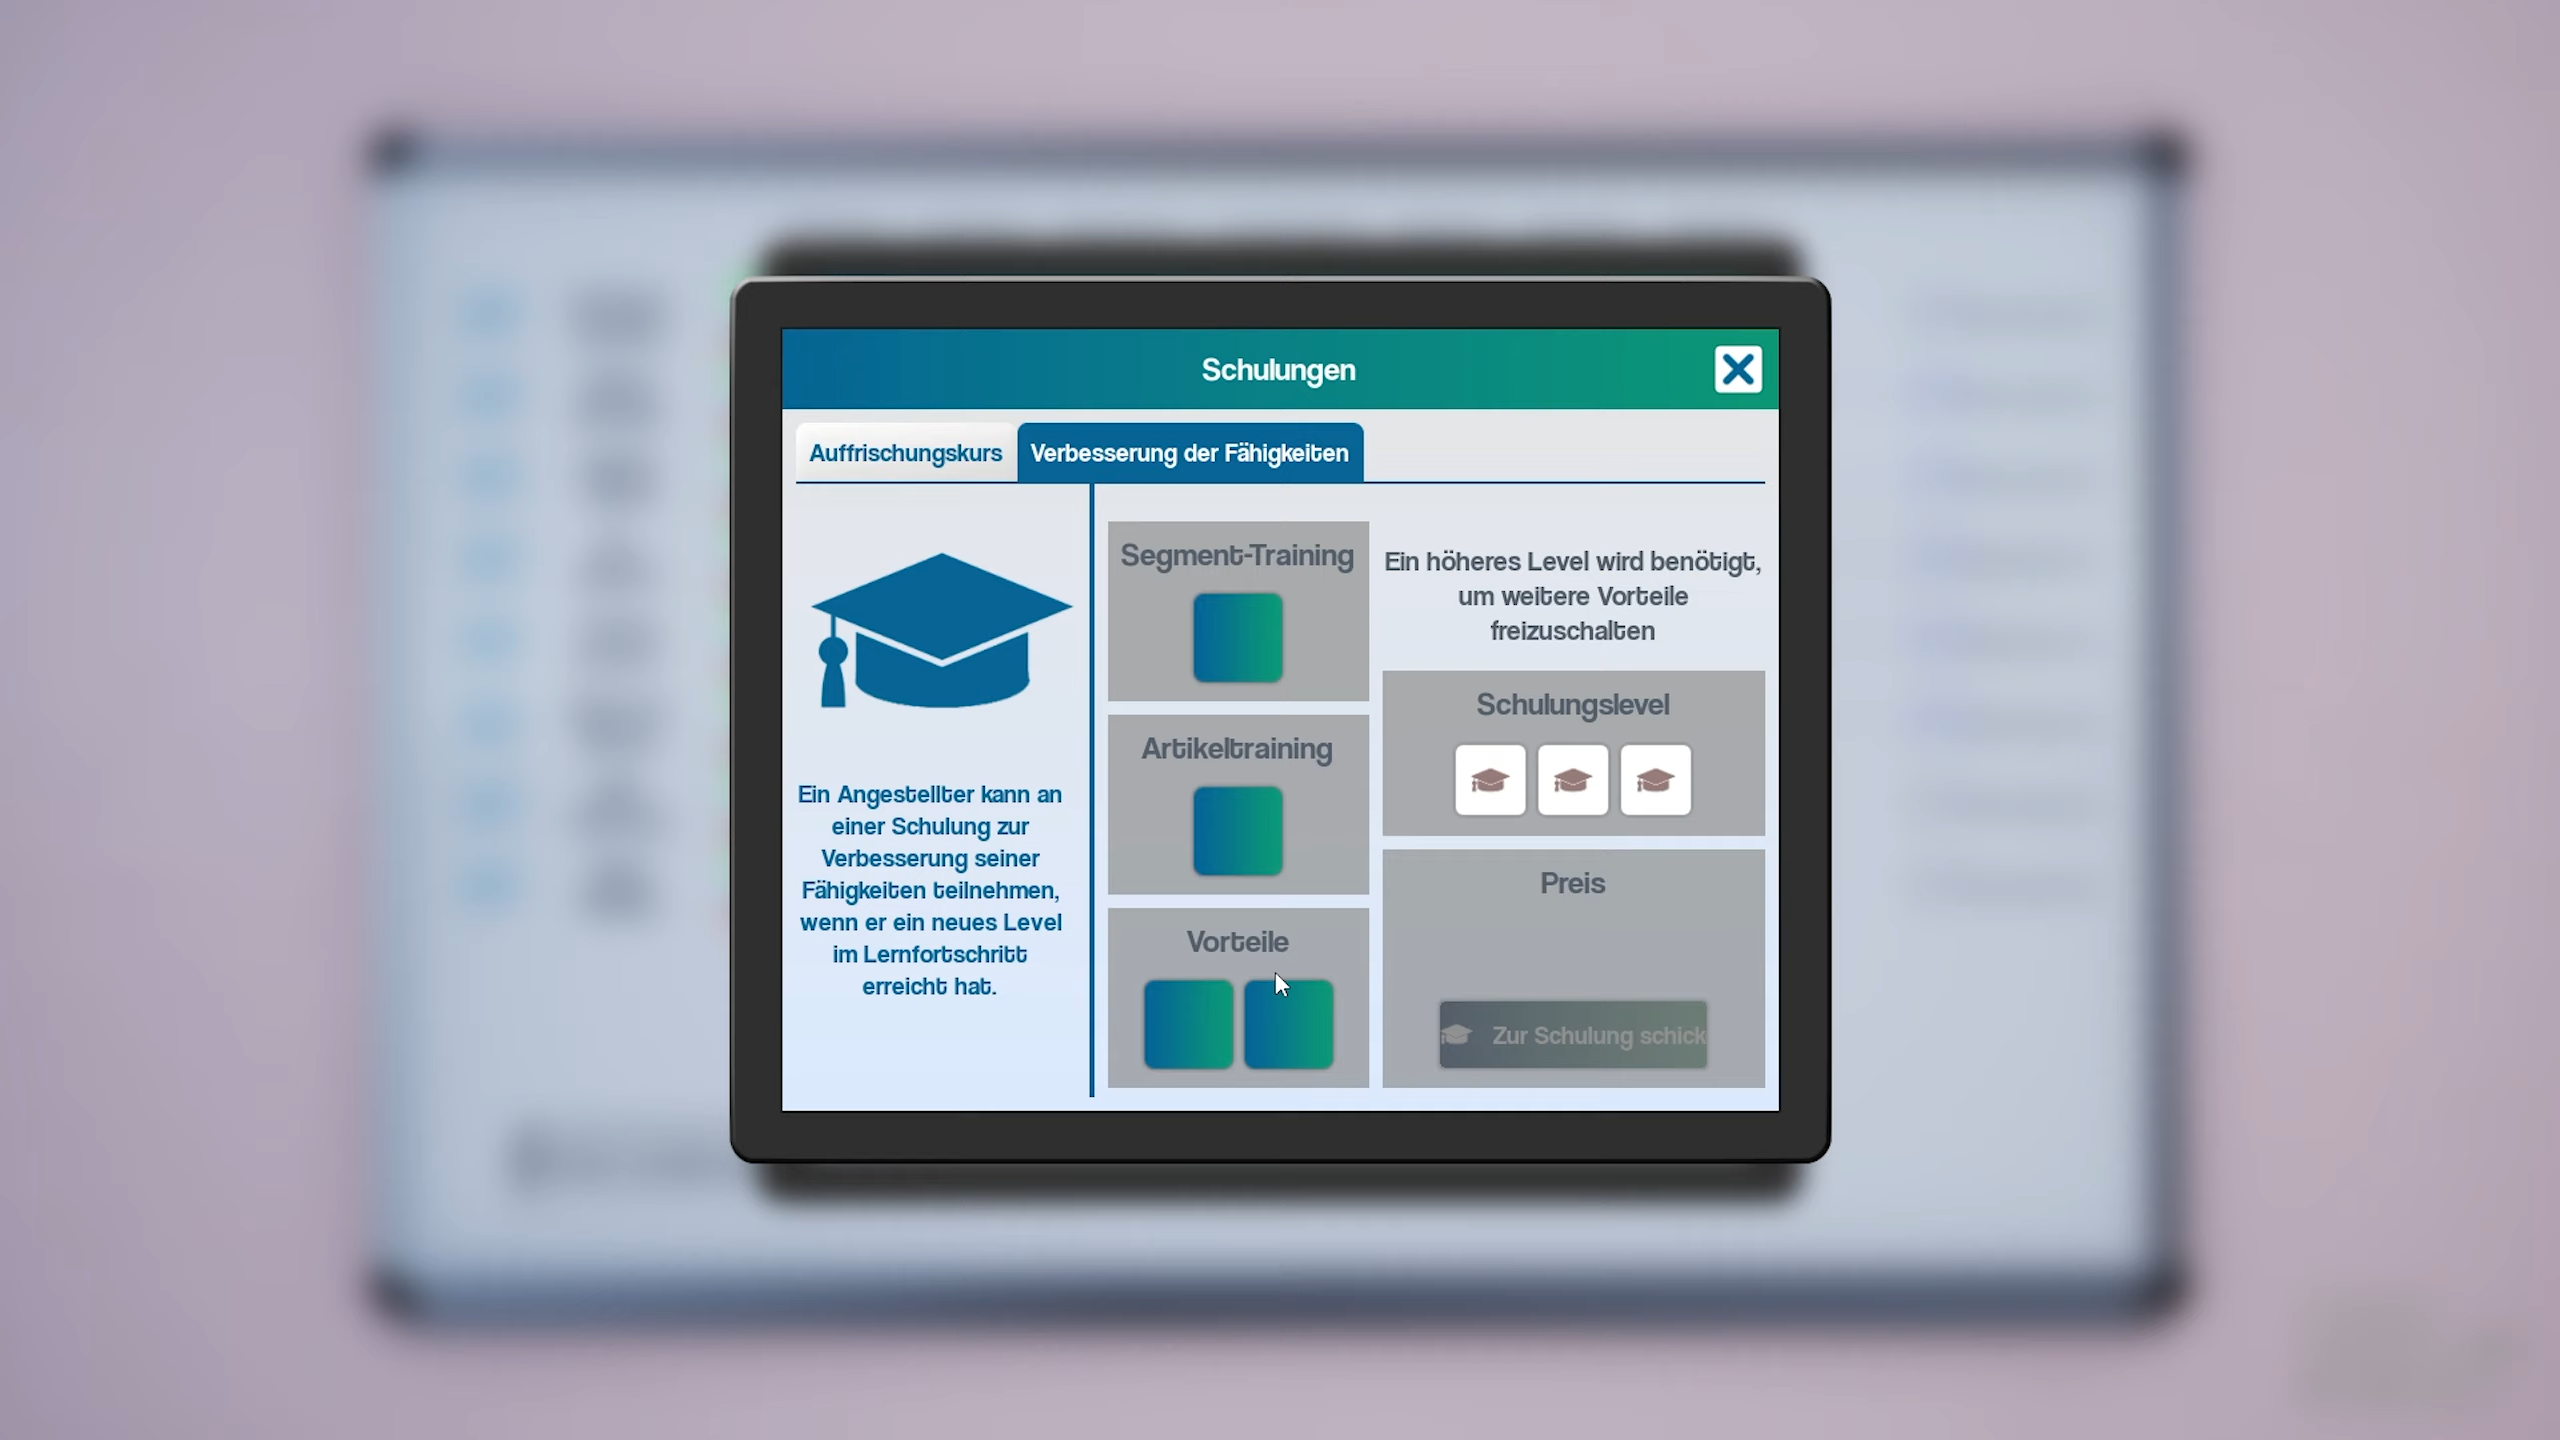 Schulungen
Auffrischungskurs
Verbesserung der Fähigkeiten
Ein Angestellter kann an
einer Schulung zur
Verbesserung seiner
Fähigkeiten teilnehmen,
wenn er ein neues Level
im Lernfortschritt
erreicht hat.
Segment-Training
Artikeltraining
Vorteile
Ein höheres Level wird benötigt,
um weitere Vorteile
freizuschalten
Schulungslevel
Preis
Zur Schulung schick